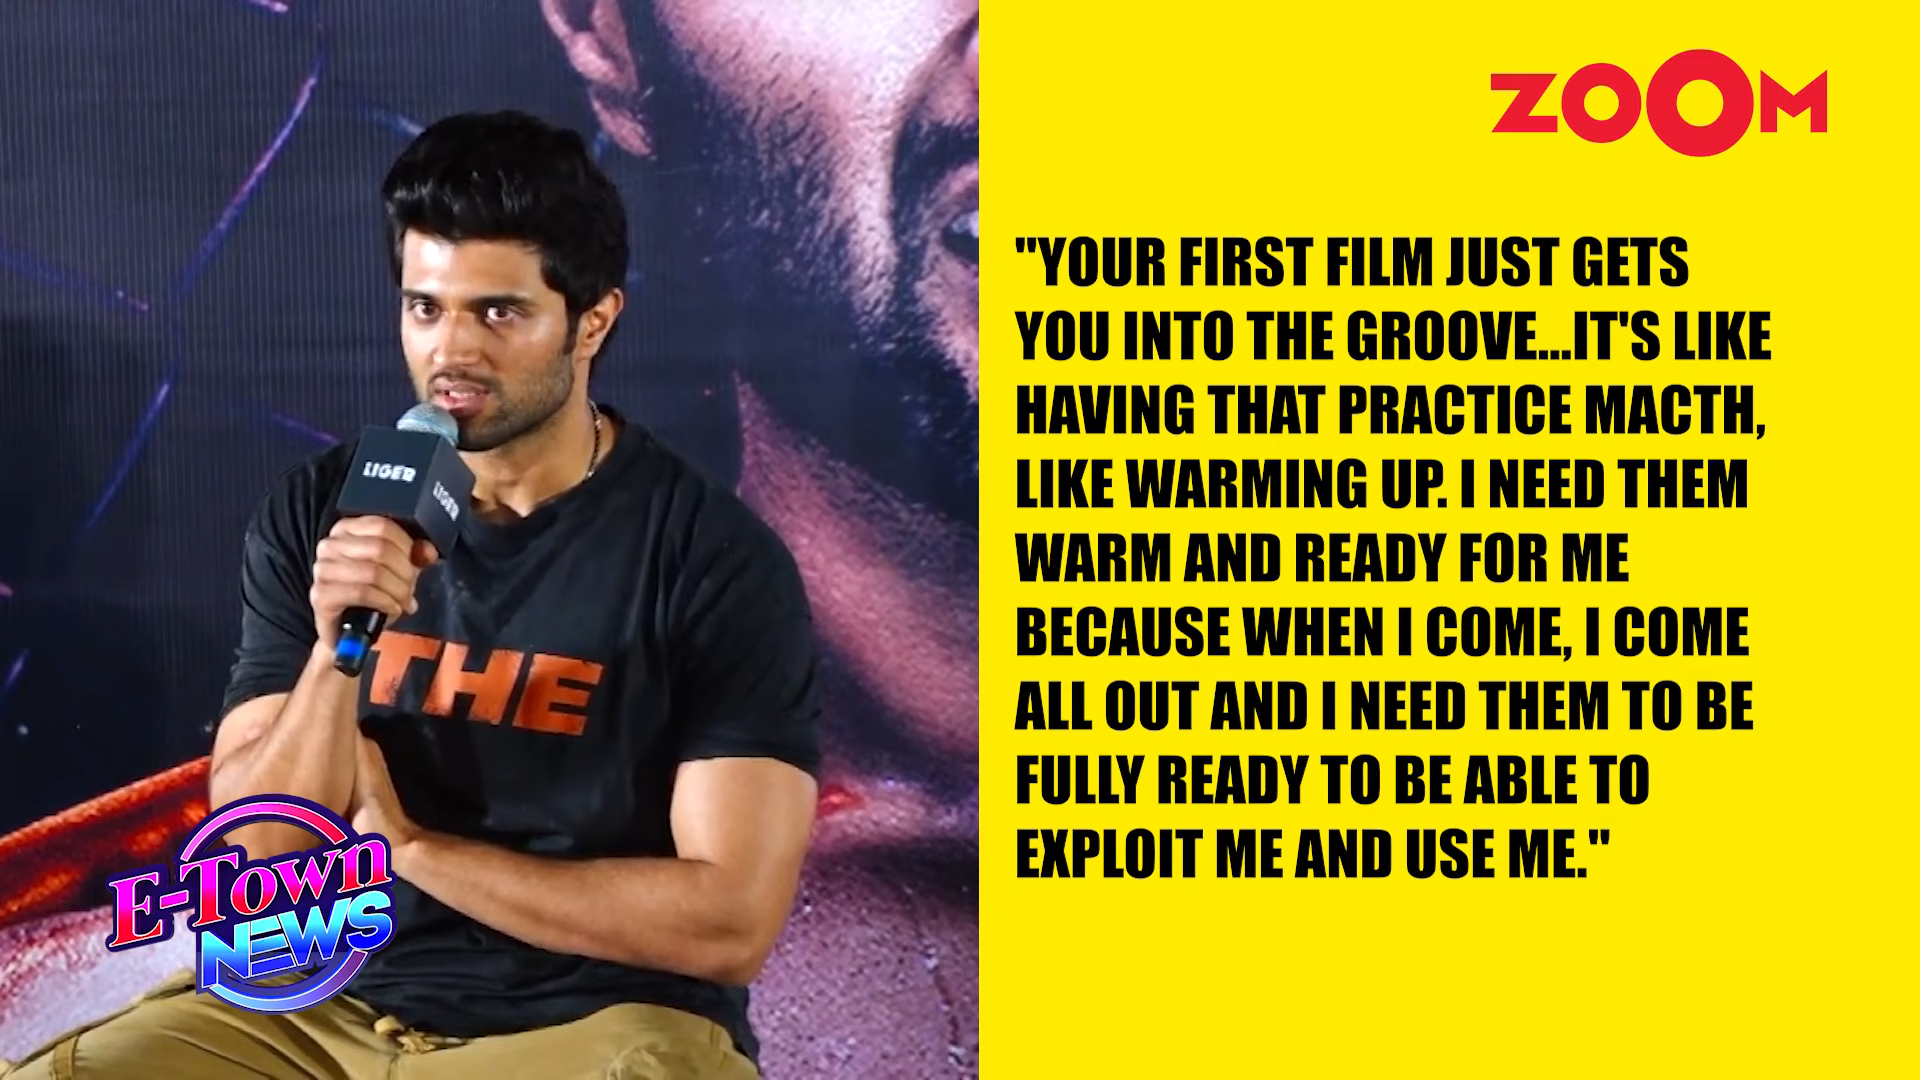 ZOOM
"YOUR FIRST FILM JUST GETS
YOU INTO THE GROOVE...IT'S LIKE
HAVING THAT PRACTICE MACTH,
LIKE WARMING UP. I NEED THEM
WARM AND READY FOR ME
BECAUSE WHEN I COME, I COME
ALL OUT AND I NEED THEM TO BE
FULLY READY TO BE ABLE TO
EXPLOIT ME AND USE ME."
LIGER
LIGER
THE
E-TOWN
NEWS